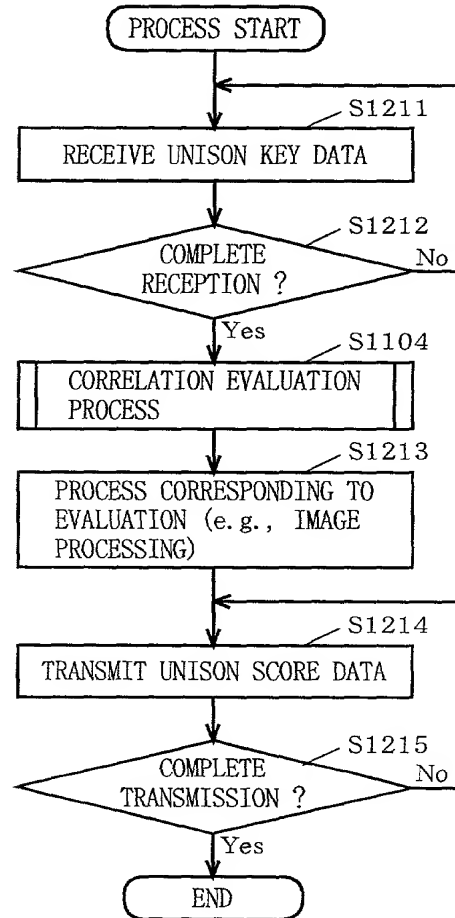 PROCESS START
S1211
RECEIVE UNISON KEY DATA
S1212
COMPLETE
RECEPTION ?
No
Yes
S1104
CORRELATION EVALUATION
PROCESS
S1213
PROCESS CORRESPONDING TO
EVALUATION (e.g., IMAGE
PROCESSING)
S1214
TRANSMIT UNISON SCORE DATA
S1215
COMPLETE
TRANSMISSION ?
No
Yes
END